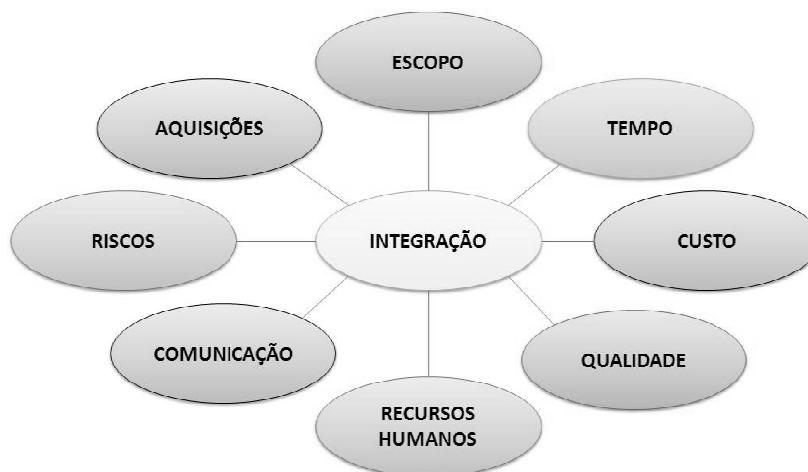 ESCOPO
AQUISIÇÕES
TEMPO
RISCOS
INTEGRAÇÃO
CUSTO
COMUNICAÇÃO
QUALIDADE
RECURSOS
HUMANOS